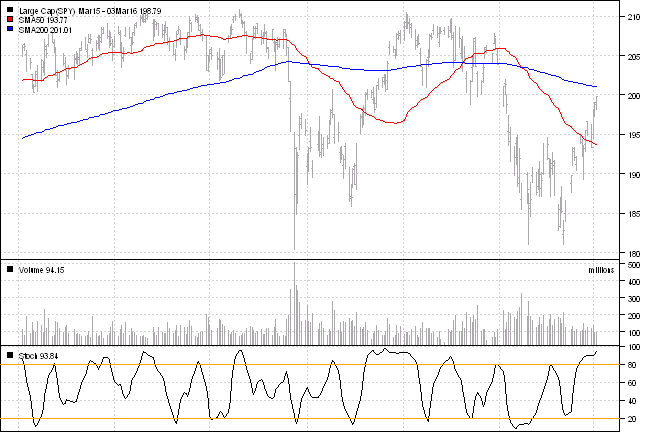 Large Cap(SPY) Mar15 - 03Mar16 198.79
SMA50 193.77
SMA200 201.01
210
205
200
195
190
185
180
Volume 94.15
millions
500
400
300
200
100
Stoch 93.84
100
80
60
40
20